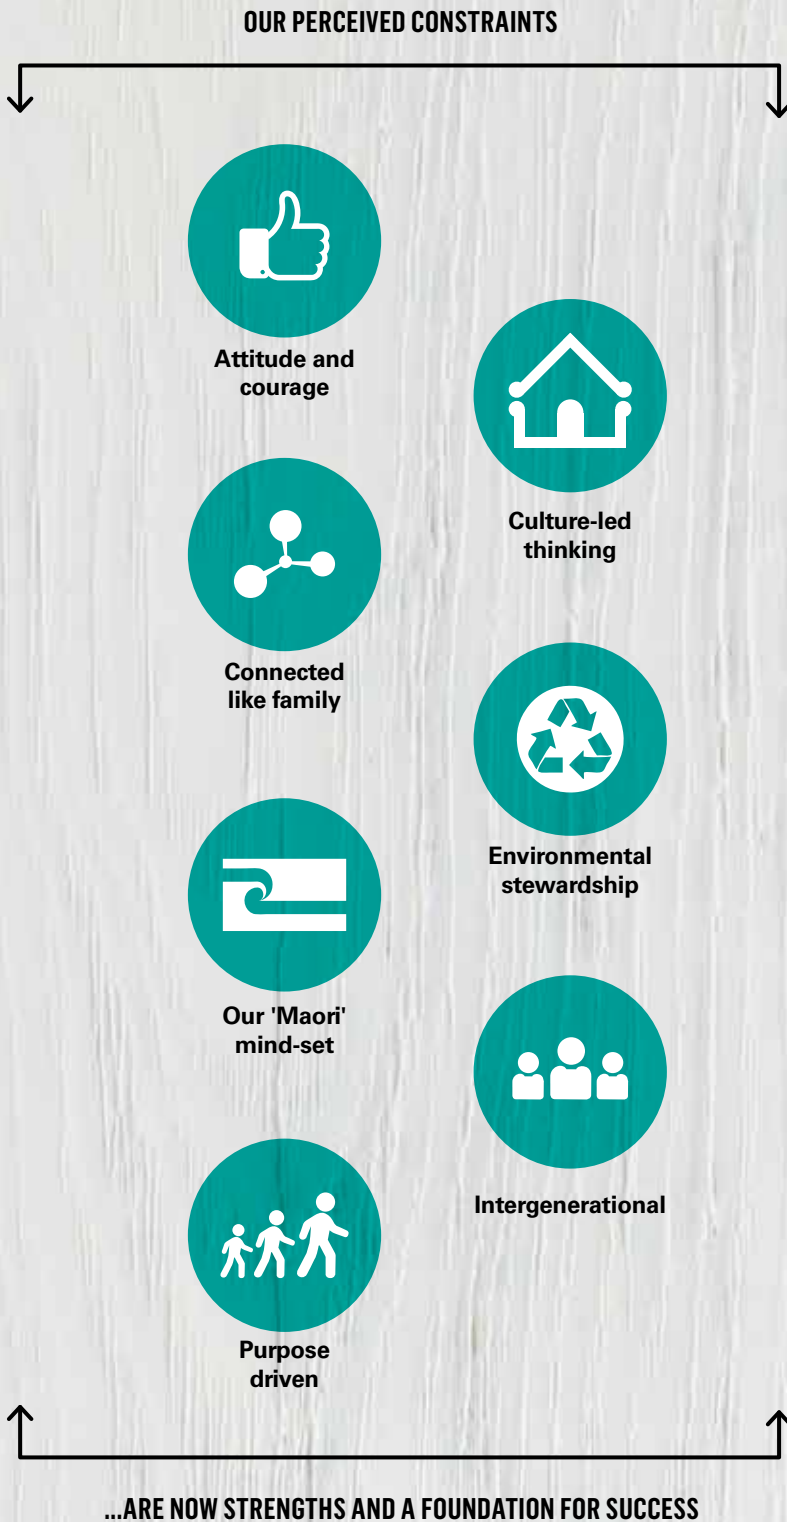 OUR PERCEIVED CONSTRAINTS
Attitude and
courage
Culture-led
thinking
Connected
like family
Environmental
stewardship
Our 'Maori'
mind-set
Intergenerational
Purpose
driven
...ARE NOW STRENGTHS AND A FOUNDATION FOR SUCCESS